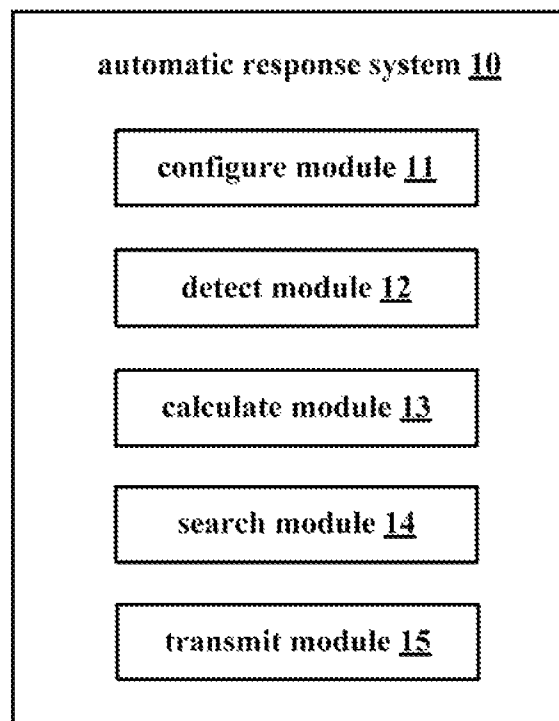 automatic response system 10
configure module 11
detect module 12
calculate module 13
search module 14
transmit module 15